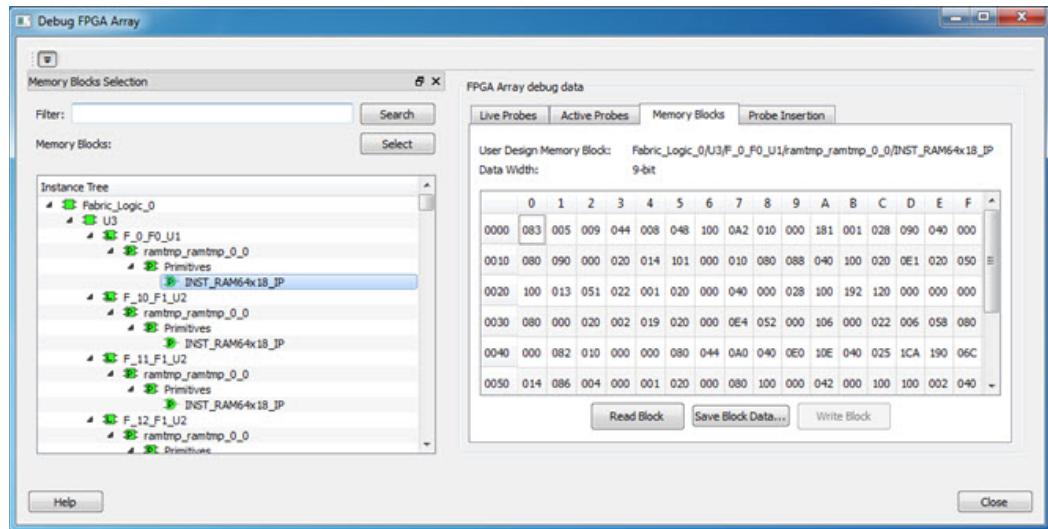 Debug FPGA Array
Memory Blocks Selection
Filter:
Search
Memory Blocks:
Select
Instance Tree
Fabric_Logic_0
U3
F_0_F0_U1
ramtmp_ramtmp_0_0
Primitives
INST_RAM64x18_IP
F_10_F1_U2
ramtmp_ramtmp_0_0
Primitives
INST_RAM64x18_IP
F_11_F1_U2
ramtmp_ramtmp_0_0
Primitives
INST_RAM64x18_IP
F_12_F1_U2
ramtmp_ramtmp_0_0
Primitives
FPGA Array debug data
Live Probes Active Probes Memory Blocks Probe Insertion
User Design Memory Block: Fabric_Logic_0/U3/F_0_F0_U1/ramtmp_ramtmp_0_0/INST_RAM64x18_IP
Data Width: 9-bit
0 1 2 3 4 5 6 7 8 9 A B C D E F
0000 083 005 009 044 008 048 100 0A2 010 000 181 001 028 090 040 000
0010 080 090 000 020 014 101 000 010 080 088 040 100 020 0E1 020 050
0020 100 013 051 022 001 020 000 040 000 028 100 192 120 000 000 000
0030 080 000 020 002 019 020 000 0E4 052 000 106 000 022 006 058 080
0040 000 082 010 000 000 080 044 0A0 040 0E0 10E 040 025 1CA 190 06C
0050 014 086 004 000 001 020 000 080 100 000 042 000 100 100 002 040
Read Block Save Block Data... Write Block
Help
Close